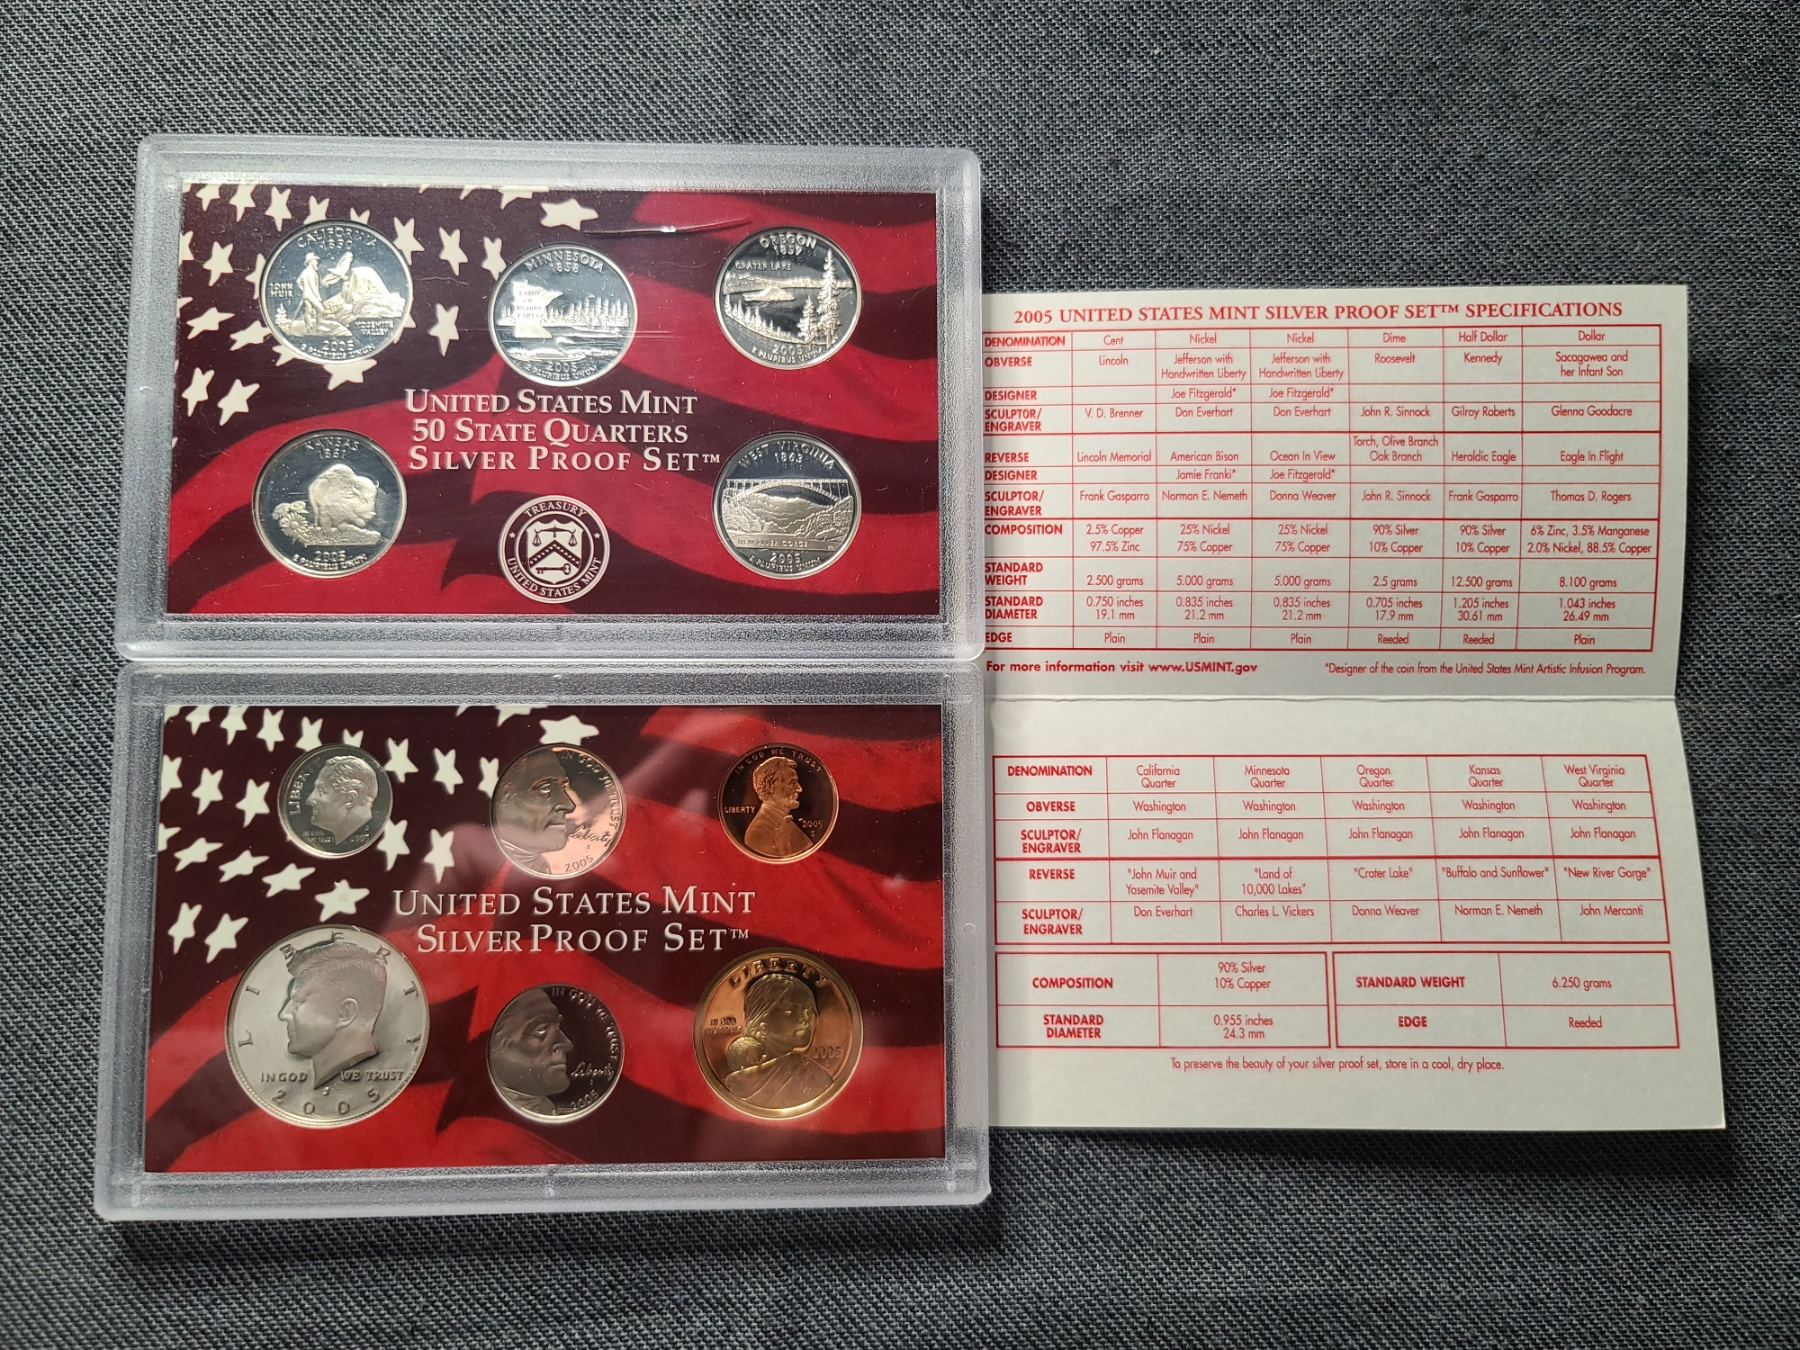 CALIFORNIA
1850
JOHN
MUIR
YOSEMITE
VALLEY
2005
E PLURIBUS UNUM
MINNESOTA
1858
LAND
OF
10,000
LAKES
2005
E PLURIBUS UNUM
OREGON
1859
CRATER LAKE
2005
E PLURIBUS UNUM
UNITED STATES MINT
50 STATE QUARTERS
SILVER PROOF SET™
KANSAS
1861
2005
E PLURIBUS UNUM
TREASURY
UNITED STATES MINT
WEST VIRGINIA
1863
NEW RIVER GORGE
2005
E PLURIBUS UNUM
LIBERTY
IN GOD
WE TRUST
S
2005
IN GOD WE TRUST
Liberty
S
2005
IN GOD WE TRUST
LIBERTY
2005
S
UNITED STATES MINT
SILVER PROOF SET™
LIBERTY
IN GOD WE TRUST
S
2005
IN GOD WE TRUST
Liberty
S
2005
LIBERTY
IN GOD
WE TRUST
2005
S
2005 UNITED STATES MINT SILVER PROOF SET™ SPECIFICATIONS
DENOMINATION Cent Nickel Nickel Dime Half Dollar Dollar
OBVERSE Lincoln Jefferson with Jefferson with Roosevelt Kennedy Sacagawea and
Handwritten Liberty Handwritten Liberty her Infant Son
DESIGNER Joe Fitzgerald* Joe Fitzgerald*
SCULPTOR/ V. D. Brenner Don Everhart Don Everhart John R. Sinnock Gilroy Roberts Glenna Goodacre
ENGRAVER
Torch, Olive Branch
REVERSE Lincoln Memorial American Bison Ocean In View Oak Branch Heraldic Eagle Eagle In Flight
DESIGNER Jamie Franki* Joe Fitzgerald*
SCULPTOR/ Frank Gasparro Norman E. Nemeth Donna Weaver John R. Sinnock Frank Gasparro Thomas D. Rogers
ENGRAVER
COMPOSITION 2.5% Copper 25% Nickel 25% Nickel 90% Silver 90% Silver 6% Zinc, 3.5% Manganese
97.5% Zinc 75% Copper 75% Copper 10% Copper 10% Copper 2.0% Nickel, 88.5% Copper
STANDARD
WEIGHT 2.500 grams 5.000 grams 5.000 grams 2.5 grams 12.500 grams 8.100 grams
STANDARD 0.750 inches 0.835 inches 0.835 inches 0.705 inches 1.205 inches 1.043 inches
DIAMETER 19.1 mm 21.2 mm 21.2 mm 17.9 mm 30.61 mm 26.49 mm
EDGE Plain Plain Plain Reeded Reeded Plain
For more information visit www.USMINT.gov *Designer of the coin from the United States Mint Artistic Infusion Program.
DENOMINATION California Minnesota Oregon Kansas West Virginia
Quarter Quarter Quarter Quarter Quarter
OBVERSE Washington Washington Washington Washington Washington
SCULPTOR/ John Flanagan John Flanagan John Flanagan John Flanagan John Flanagan
ENGRAVER
REVERSE "John Muir and "Land of "Crater Lake" "Buffalo and Sunflower" "New River Gorge"
Yosemite Valley" 10,000 Lakes"
SCULPTOR/ Don Everhart Charles L. Vickers Donna Weaver Norman E. Nemeth John Mercanti
ENGRAVER
COMPOSITION 90% Silver STANDARD WEIGHT 6.250 grams
10% Copper
STANDARD 0.955 inches EDGE Reeded
DIAMETER 24.3 mm
To preserve the beauty of your silver proof set, store in a cool, dry place.